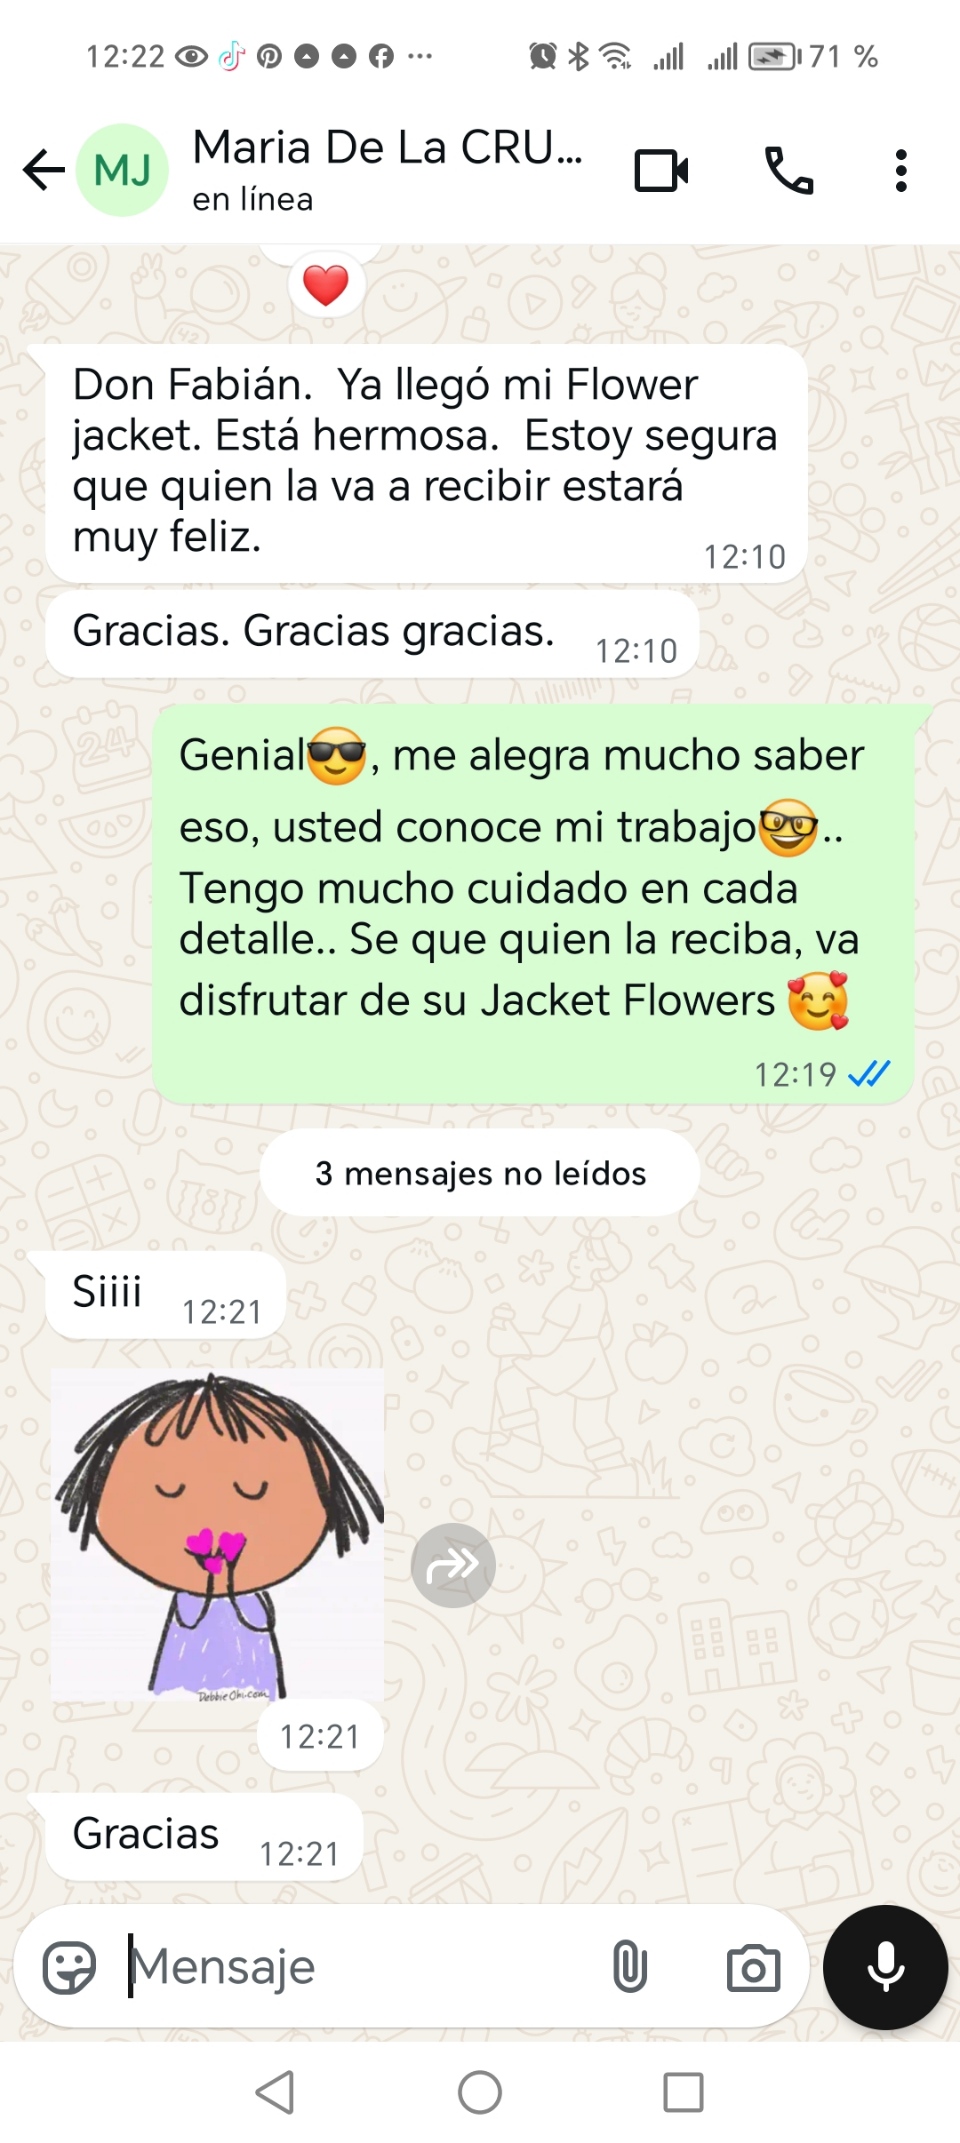 12:22 71 %
Maria De La CRU...
en línea
MJ
Don Fabián.  Ya llegó mi Flower
jacket. Está hermosa.  Estoy segura
que quien la va a recibir estará
muy feliz.
12:10
Gracias. Gracias gracias.
12:10
Genial😎, me alegra mucho saber
eso, usted conoce mi trabajo🤓..
Tengo mucho cuidado en cada
detalle.. Se que quien la reciba, va
disfrutar de su Jacket Flowers 🥰
12:19
3 mensajes no leídos
Siiii
12:21
DebbieOhi.com
12:21
Gracias
12:21
Mensaje